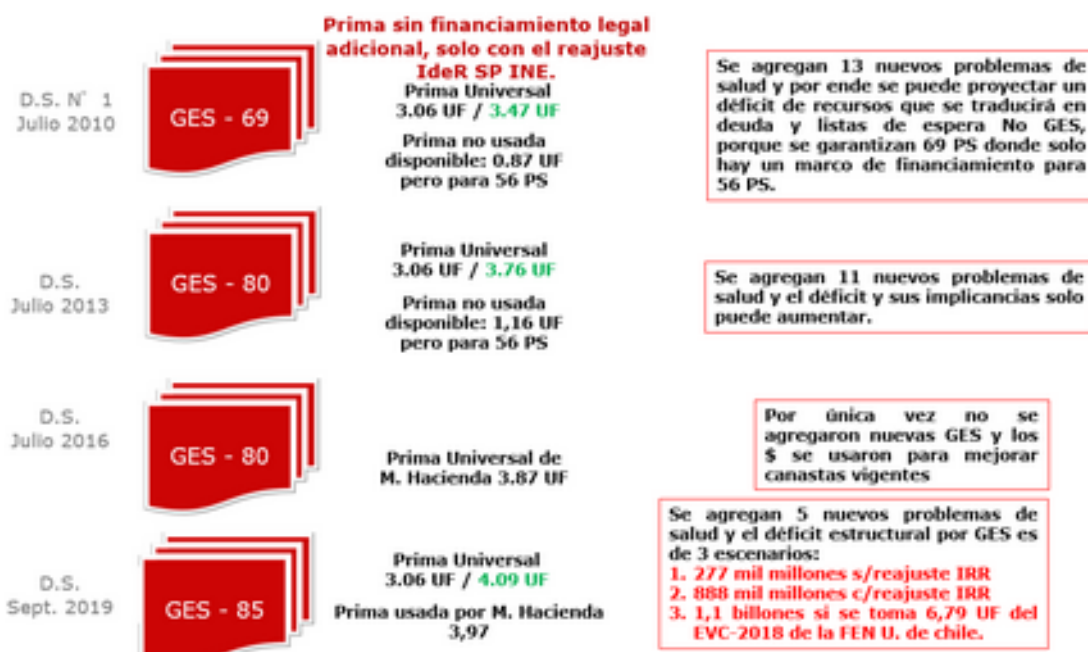 Prima sin financiamiento legal
adicional, solo con el reajuste
IdeR SP INE.
D.S. N° 1
Julio 2010
GES - 69
Prima Universal
3.06 UF / 3.47 UF
Prima no usada
disponible: 0.87 UF
pero para 56 PS
Se agregan 13 nuevos problemas de
salud y por ende se puede proyectar un
déficit de recursos que se traducirá en
deuda y listas de espera No GES,
porque se garantizan 69 PS donde solo
hay un marco de financiamiento para
56 PS.
D.S.
Julio 2013
GES - 80
Prima Universal
3.06 UF / 3.76 UF
Prima no usada
disponible: 1,16 UF
pero para 56 PS
Se agregan 11 nuevos problemas de
salud y el déficit y sus implicancias solo
puede aumentar.
D.S.
Julio 2016
GES - 80
Prima Universal de
M. Hacienda 3.87 UF
Por única vez no se
agregaron nuevas GES y los
$ se usaron para mejorar
canastas vigentes
D.S.
Sept. 2019
GES - 85
Prima Universal
3.06 UF / 4.09 UF
Prima usada por M. Hacienda
3,97
Se agregan 5 nuevos problemas de
salud y el déficit estructural por GES es
de 3 escenarios:
1. 277 mil millones s/reajuste IRR
2. 888 mil millones c/reajuste IRR
3. 1,1 billones si se toma 6,79 UF del
EVC-2018 de la FEN U. de chile.